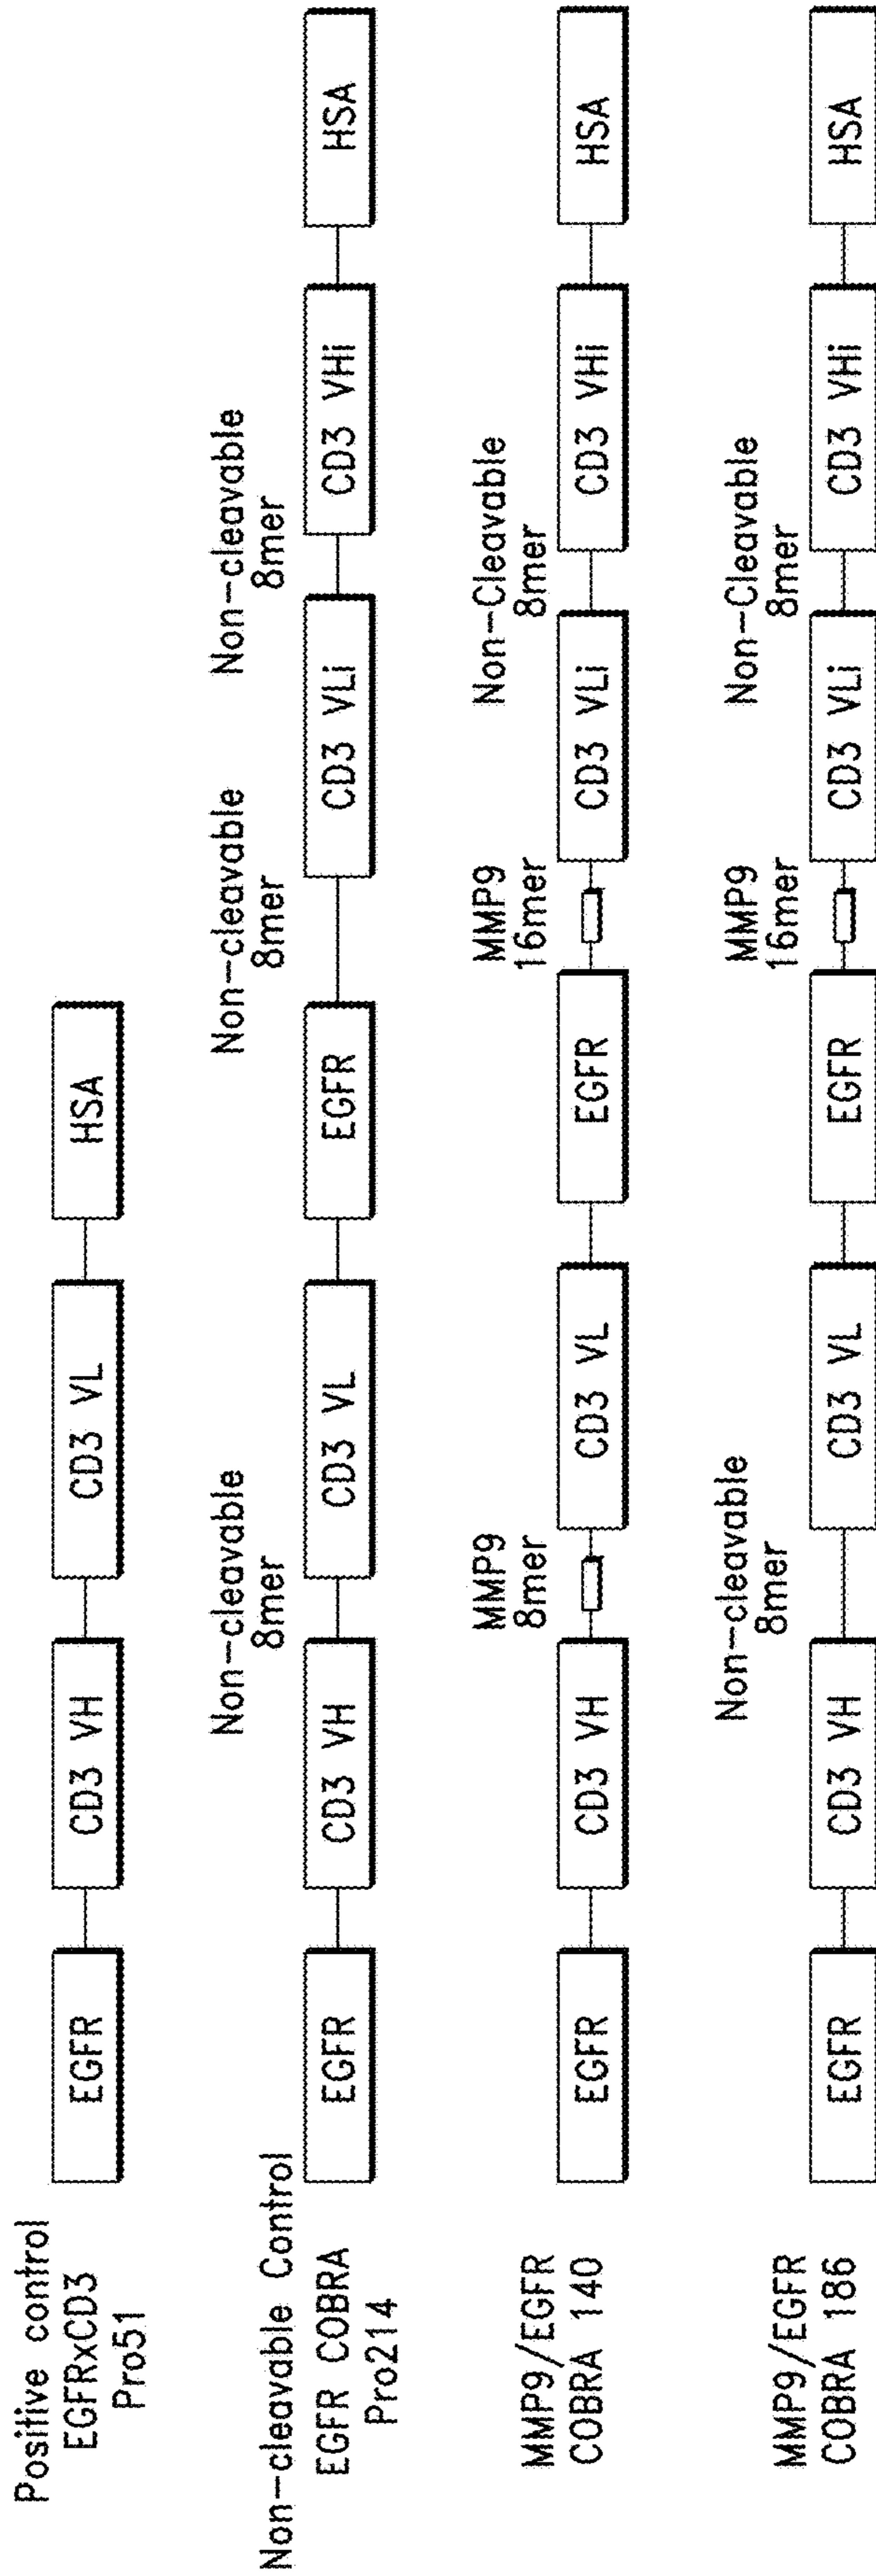 Positive control
EGFRxCD3
Pro51
EGFR
CD3 VH
CD3 VL
HSA
Non-cleavable Control
EGFR COBRA
Pro214
Non-cleavable
8mer
Non-cleavable
8mer
Non-cleavable
8mer
EGFR
CD3 VH
CD3 VL
EGFR
CD3 VLi
CD3 VHi
HSA
MMP9/EGFR
COBRA 140
MMP9
8mer
MMP9
16mer
Non-Cleavable
8mer
EGFR
CD3 VH
CD3 VL
EGFR
CD3 VLi
CD3 VHi
HSA
MMP9/EGFR
COBRA 186
Non-cleavable
8mer
MMP9
16mer
Non-Cleavable
8mer
EGFR
CD3 VH
CD3 VL
EGFR
CD3 VLi
CD3 VHi
HSA